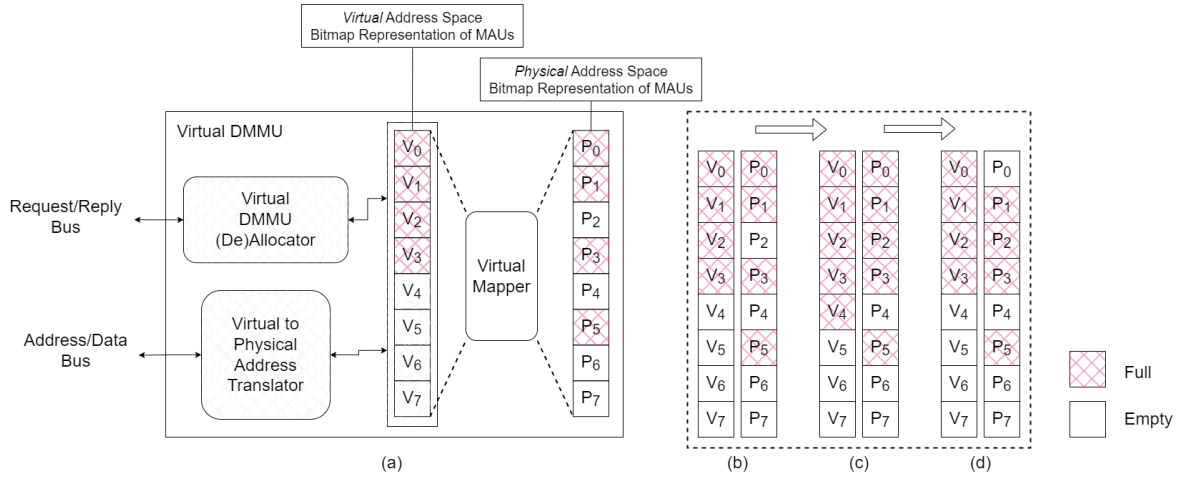 Virtual Address Space
Bitmap Representation of MAUs
Physical Address Space
Bitmap Representation of MAUs
Virtual DMMU
Request/Reply
Bus
Virtual
DMMU
(De)Allocator
Address/Data
Bus
Virtual to
Physical
Address
Translator
V0
V1
V2
V3
V4
V5
V6
V7
Virtual
Mapper
P0
P1
P2
P3
P4
P5
P6
P7
(a)
V0 P0
V1 P1
V2 P2
V3 P3
V4 P4
V5 P5
V6 P6
V7 P7
(b)
V0 P0
V1 P1
V2 P2
V3 P3
V4 P4
V5 P5
V6 P6
V7 P7
(c)
V0 P0
V1 P1
V2 P2
V3 P3
V4 P4
V5 P5
V6 P6
V7 P7
(d)
Full
Empty